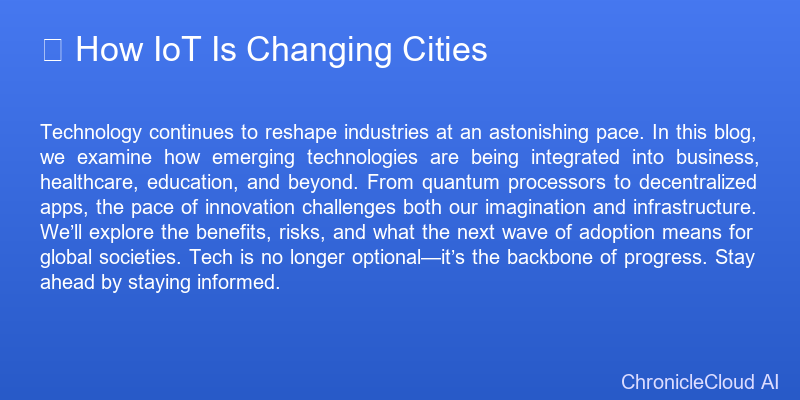 How IoT Is Changing Cities
Technology continues to reshape industries at an astonishing pace. In this blog,
we examine how emerging technologies are being integrated into business,
healthcare, education, and beyond. From quantum processors to decentralized
apps, the pace of innovation challenges both our imagination and infrastructure.
We’ll explore the benefits, risks, and what the next wave of adoption means for
global societies. Tech is no longer optional—it’s the backbone of progress. Stay
ahead by staying informed.
ChronicleCloud AI